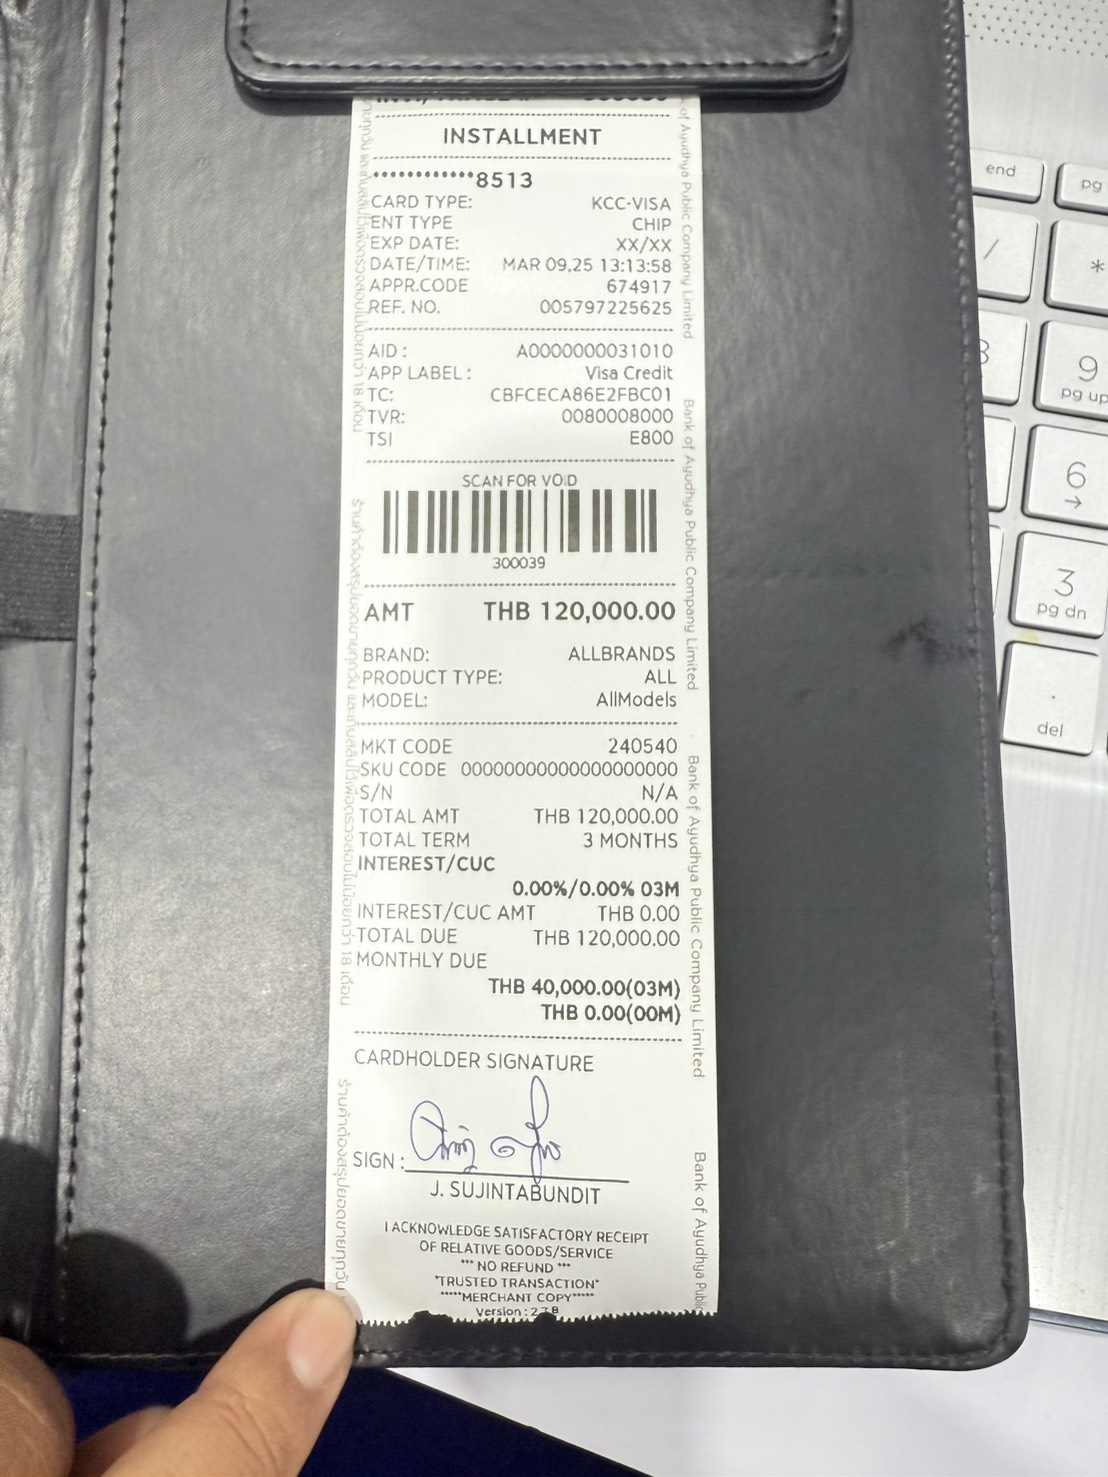 INSTALLMENT
************8513
CARD TYPE: KCC-VISA
ENT TYPE CHIP
EXP DATE: XX/XX
DATE/TIME: MAR 09,25 13:13:58
APPR.CODE 674917
REF. NO. 005797225625
AID : A0000000031010
APP LABEL : Visa Credit
TC: CBFCECA86E2FBC01
TVR: 0080008000
TSI E800
SCAN FOR VOID
300039
AMT THB 120,000.00
BRAND: ALLBRANDS
PRODUCT TYPE: ALL
MODEL: AllModels
MKT CODE 240540
SKU CODE 00000000000000000000
S/N N/A
TOTAL AMT THB 120,000.00
TOTAL TERM 3 MONTHS
INTEREST/CUC
0.00%/0.00% 03M
INTEREST/CUC AMT THB 0.00
TOTAL DUE THB 120,000.00
MONTHLY DUE
THB 40,000.00(03M)
THB 0.00(00M)
CARDHOLDER SIGNATURE
SIGN :
J. SUJINTABUNDIT
I ACKNOWLEDGE SATISFACTORY RECEIPT
OF RELATIVE GOODS/SERVICE
*** NO REFUND ***
*TRUSTED TRANSACTION*
*****MERCHANT COPY*****
Version : 2.7.8
of Ayudhya Public Company Limited
Bank of Ayudhya Public Company Limited
Bank of Ayudhya Public Company Limited
Bank of Ayudhya Public
end
pg
/
*
9
pg up
6
→
3
pg dn
.
del